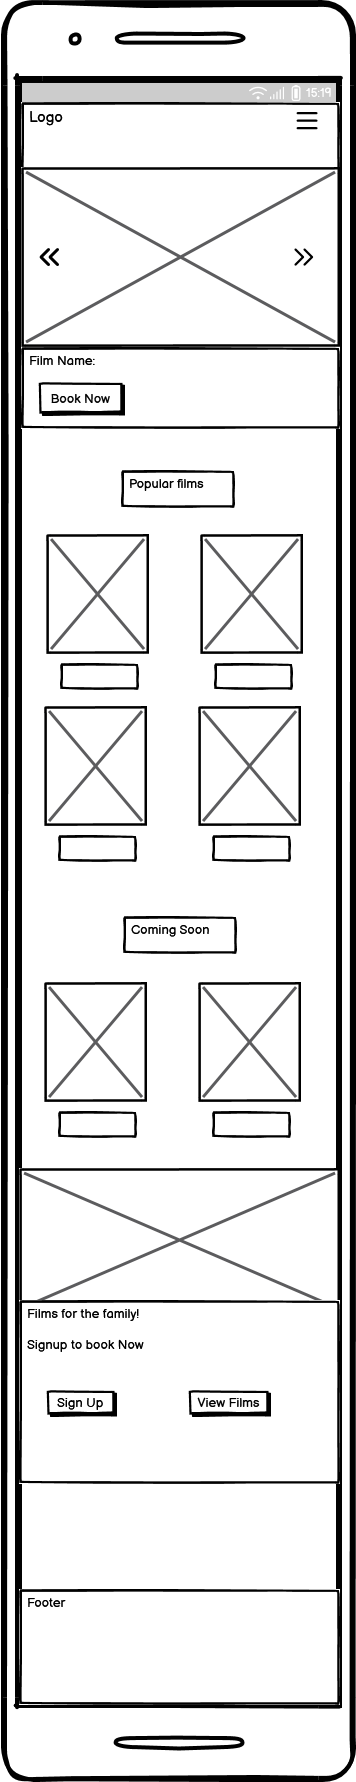 15:19
Logo
Film Name:
Book Now
Popular films
Coming Soon
Films for the family!
Signup to book Now
Sign Up
View Films
Footer